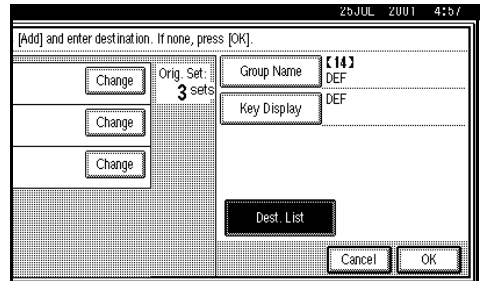 25JUL 2001 4:57
[Add] and enter destination. If none, press [OK].
Change
Orig. Set:
3 sets
Change
Change
Group Name
【14】
DEF
Key Display
DEF
Dest. List
Cancel
OK